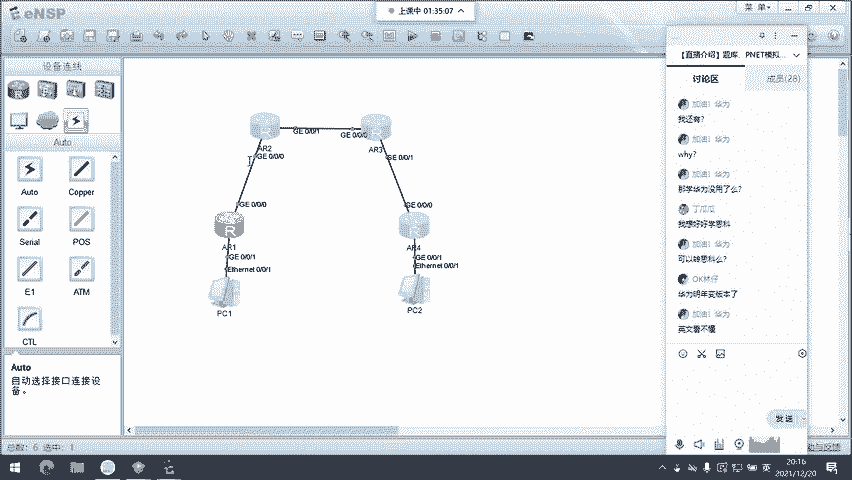 eNSP
上课中 01:35:07
菜 单
设备连线
Auto
Auto
Copper
Serial
POS
E1
ATM
CTL
Auto
自动选择接口连接设
备。
总数: 6 选中: 1
AR2
GE 0/0/1
GE 0/0/0
AR3
GE 0/0/0
GE 0/0/1
GE 0/0/0
GE 0/0/0
AR1
AR4
GE 0/0/1
GE 0/0/1
Ethernet 0/0/1
Ethernet 0/0/1
PC1
PC2
【直播介绍】题库、PNET模拟...
讨论区
成员(28)
加油! 华为
我还有?
加油! 华为
why?
加油! 华为
那学华为没用了么?
丁瓜瓜
我想好好学思科
加油! 华为
可以转思科么?
OK林仔
华为明年变版本了
加油! 华为
英文看不懂
发送
助与反馈
英
20:16
2021/12/20